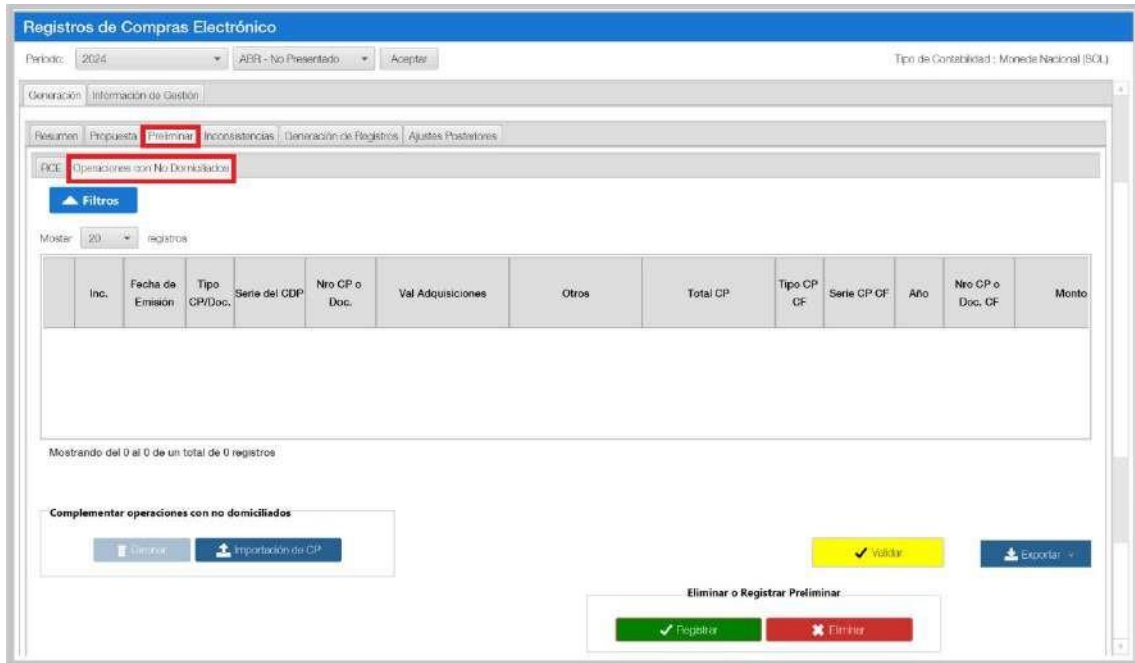 Registros de Compras Electrónico
Periodo: 2024 ABR - No Presentado Aceptar Tipo de Contabilidad : Moneda Nacional (SOL)
Generación Información de Gestión
Resumen Propuesta Preliminar Inconsistencias Generación de Registros Ajustes Posteriores
RCE Operaciones con No Domiciliados
Filtros
Mostar 20 registros
Inc. Fecha de Emisión Tipo CP/Doc. Serie del CDP Nro CP o Doc. Val Adquisiciones Otros Total CP Tipo CP CF Serie CP CF Año Nro CP o Doc. CF Monto
Mostrando del 0 al 0 de un total de 0 registros
Complementar operaciones con no domiciliados
Eliminar Importación de CP Validar Exportar
Eliminar o Registrar Preliminar
Registrar Eliminar